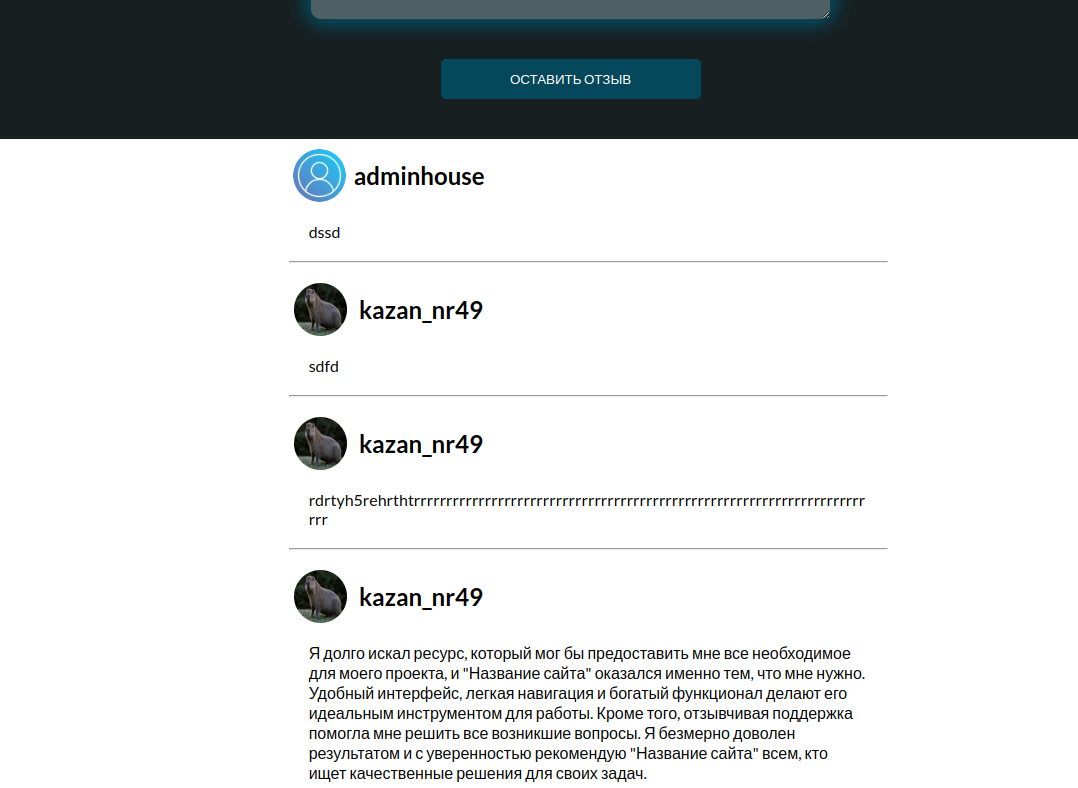 ОСТАВИТЬ ОТЗЫВ
adminhouse
dssd
kazan_nr49
sdfd
kazan_nr49
rdrtyh5rehrthtrrrrrrrrrrrrrrrrrrrrrrrrrrrrrrrrrrrrrrrrrrrrrrrrrrrrrrrrrrrrrrrrrrrrrrr
rrr
kazan_nr49
Я долго искал ресурс, который мог бы предоставить мне все необходимое
для моего проекта, и "Название сайта" оказался именно тем, что мне нужно.
Удобный интерфейс, легкая навигация и богатый функционал делают его
идеальным инструментом для работы. Кроме того, отзывчивая поддержка
помогла мне решить все возникшие вопросы. Я безмерно доволен
результатом и с уверенностью рекомендую "Название сайта" всем, кто
ищет качественные решения для своих задач.